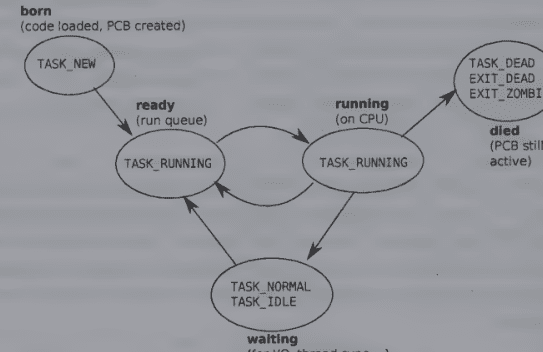 born
(code loaded, PCB created)
TASK_NEW
ready
(run queue)
TASK_RUNNING
running
(on CPU)
TASK_RUNNING
TASK_DEAD
EXIT_DEAD
EXIT_ZOMBI
died
(PCB still
active)
TASK_NORMAL
TASK_IDLE
waiting